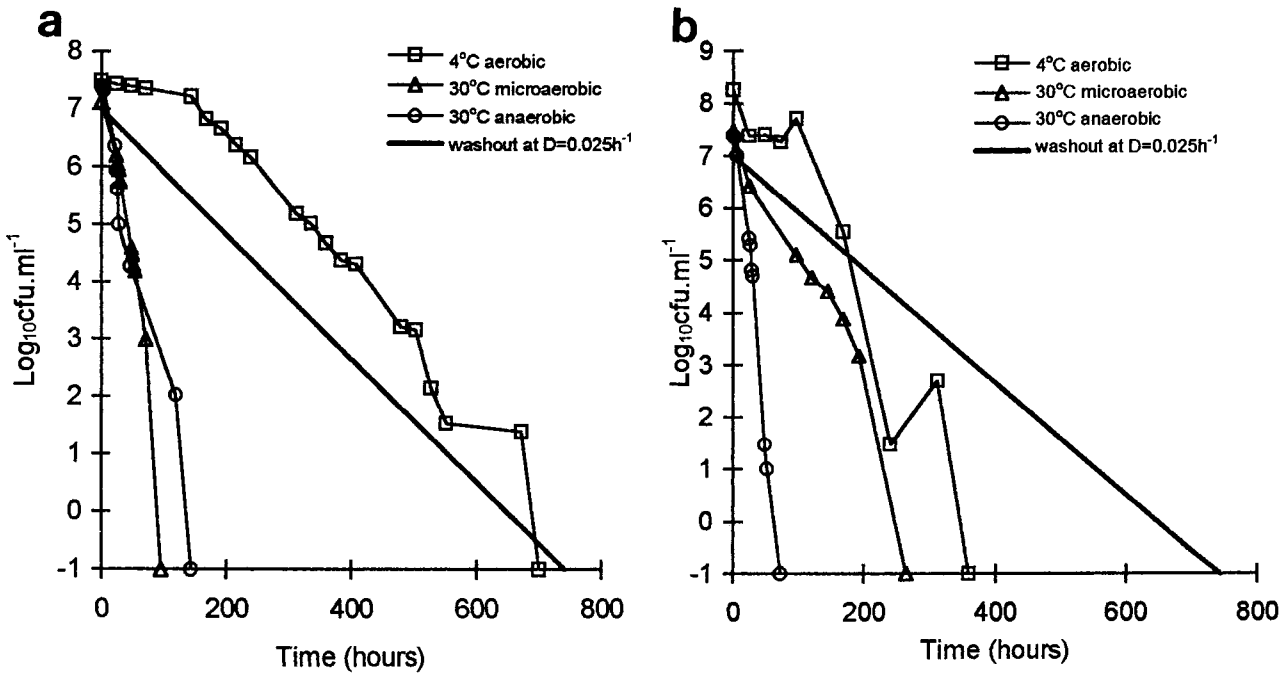 a
8
7
6
5
4
3
2
1
0
-1
Log₁₀cfu.ml⁻¹
0
200
400
600
800
Time (hours)
4°C aerobic
30°C microaerobic
30°C anaerobic
washout at D=0.025h⁻¹
b
9
8
7
6
5
4
3
2
1
0
-1
Log₁₀cfu.ml⁻¹
0
200
400
600
800
Time (hours)
4°C aerobic
30°C microaerobic
30°C anaerobic
washout at D=0.025h⁻¹